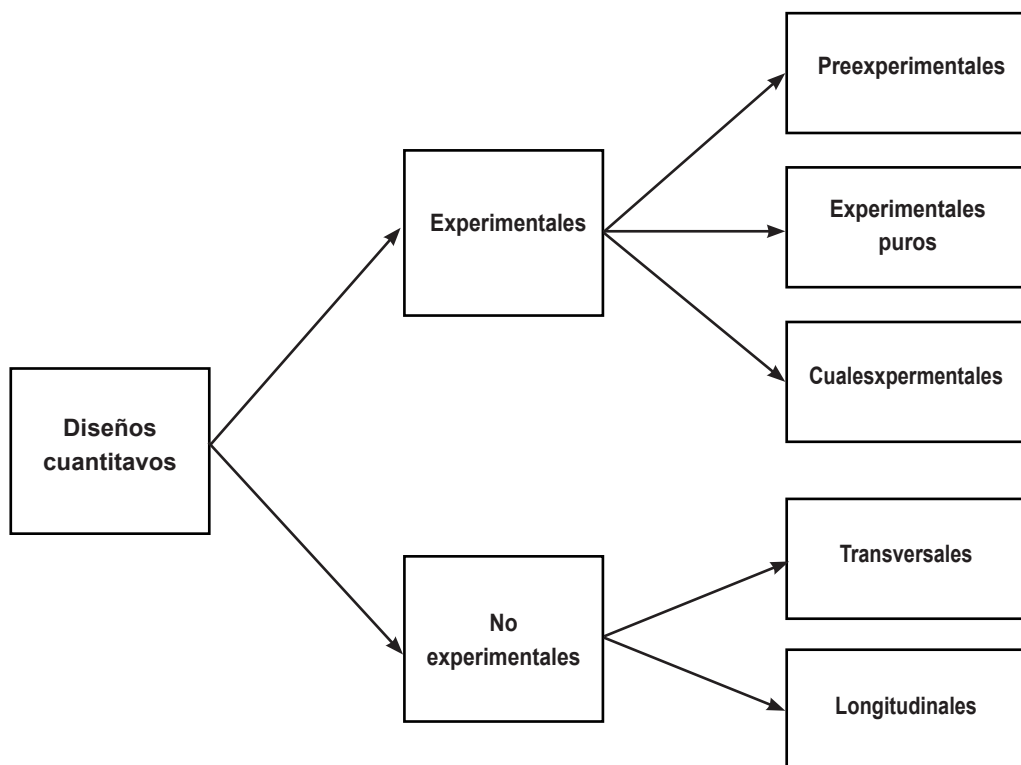 Diseños
cuantitavos
Experimentales
Preexperimentales
Experimentales
puros
Cualesxpermentales
No
experimentales
Transversales
Longitudinales